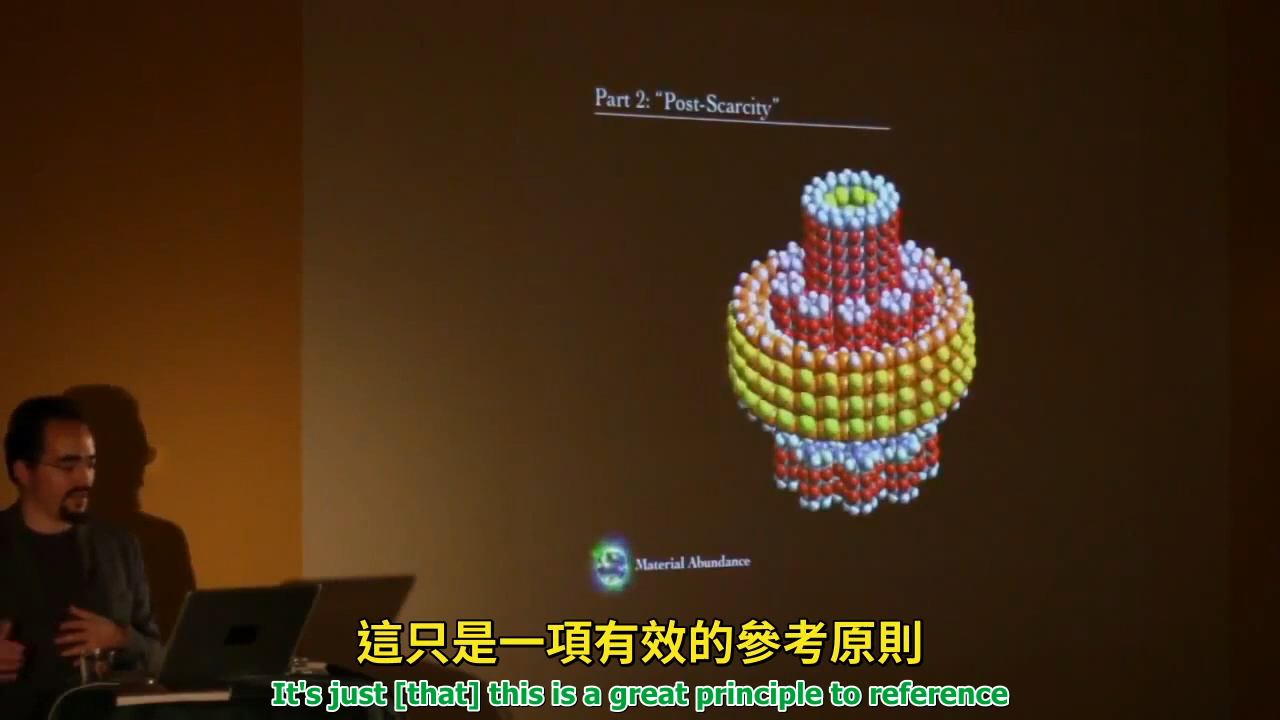 Part 2: “Post-Scarcity”
Material Abundance
這只是一項有效的參考原則
It's just [that] this is a great principle to reference